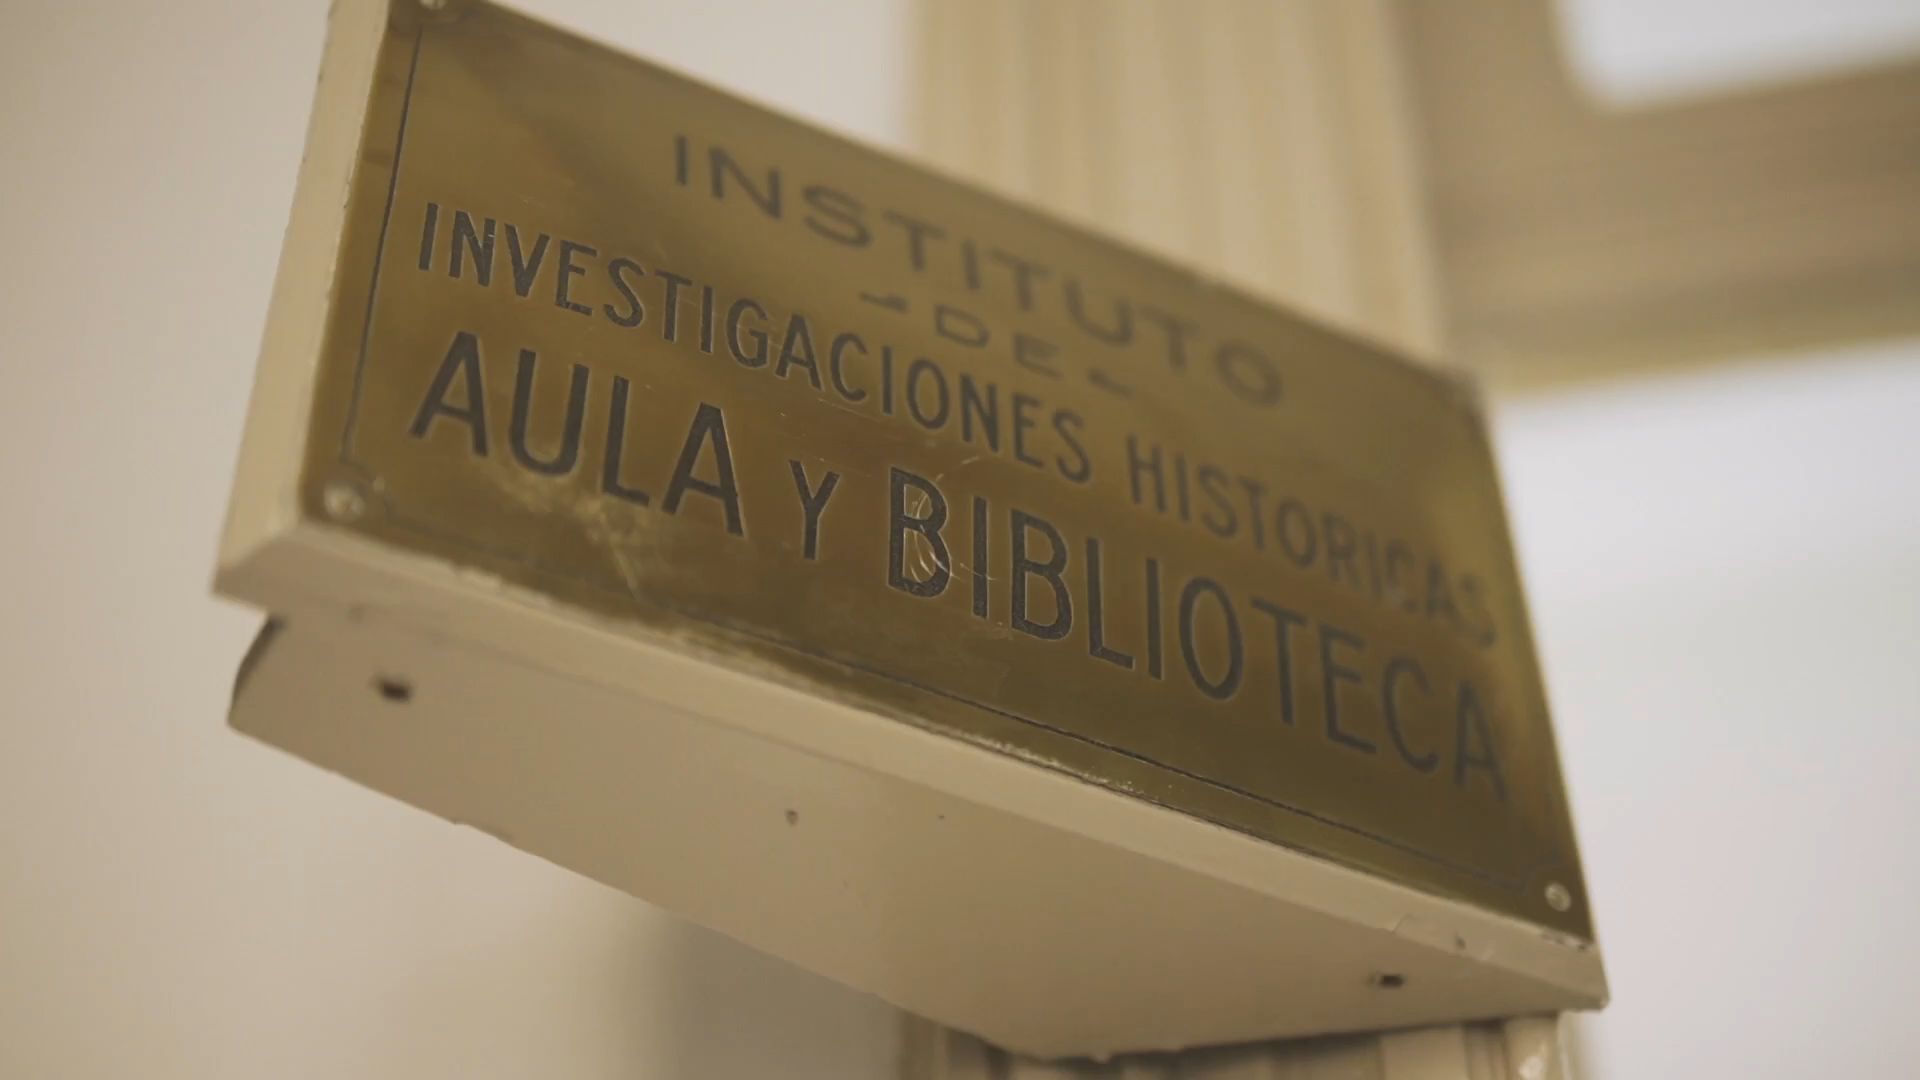 INSTITUTO
- DE -
INVESTIGACIONES HISTORICAS
AULA Y BIBLIOTECA